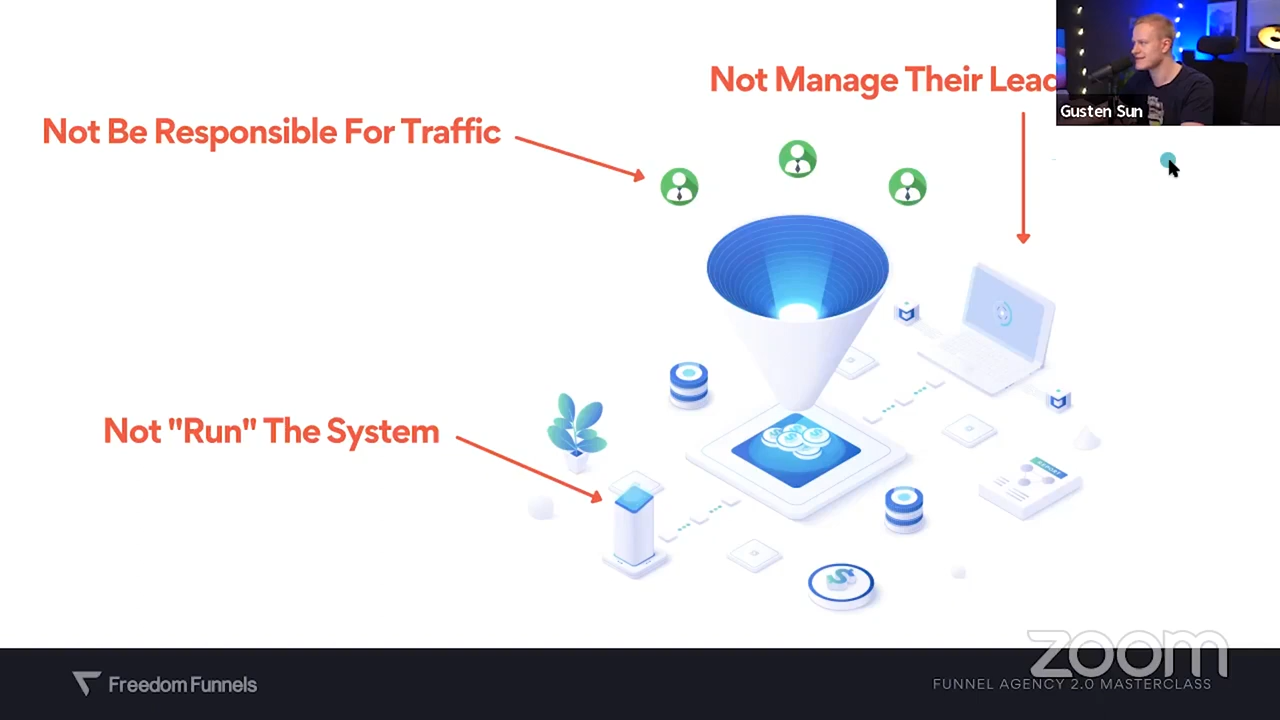 Not Manage Their Lead
Gusten Sun
Not Be Responsible For Traffic
Not "Run" The System
REPORT
zoom
Freedom Funnels
FUNNEL AGENCY 2.0 MASTERCLASS